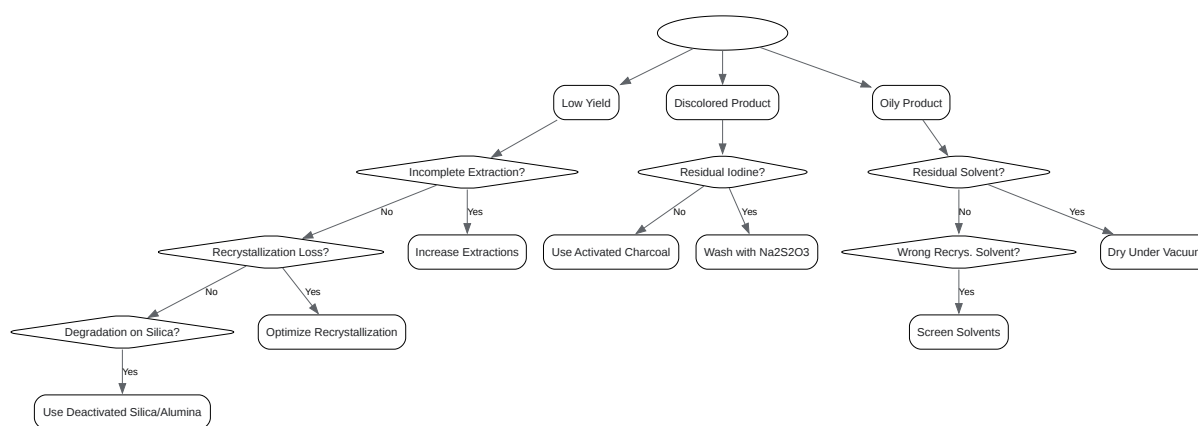 Low Yield
Discolored Product
Oily Product
Incomplete Extraction?
Residual Iodine?
Residual Solvent?
No
Yes
No
Yes
No
Yes
Recrystallization Loss?
Increase Extractions
Use Activated Charcoal
Wash with Na2S2O3
Wrong Recrys. Solvent?
Dry Under Vacuum
No
Yes
Yes
Degradation on Silica?
Optimize Recrystallization
Screen Solvents
Yes
Use Deactivated Silica/Alumina